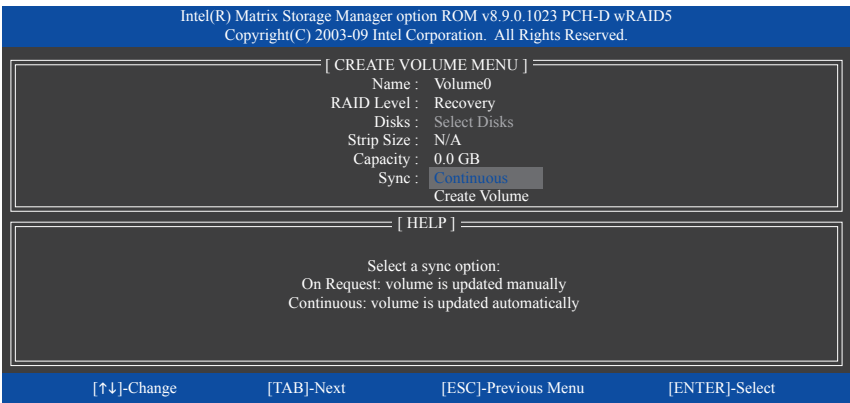 Intel(R) Matrix Storage Manager option ROM v8.9.0.1023 PCH-D wRAID5
Copyright(C) 2003-09 Intel Corporation. All Rights Reserved.
[ CREATE VOLUME MENU ]
Name : Volume0
RAID Level : Recovery
Disks : Select Disks
Strip Size : N/A
Capacity : 0.0 GB
Sync : Continuous
Create Volume
[ HELP ]
Select a sync option:
On Request: volume is updated manually
Continuous: volume is updated automatically
[↑↓]-Change [TAB]-Next [ESC]-Previous Menu [ENTER]-Select